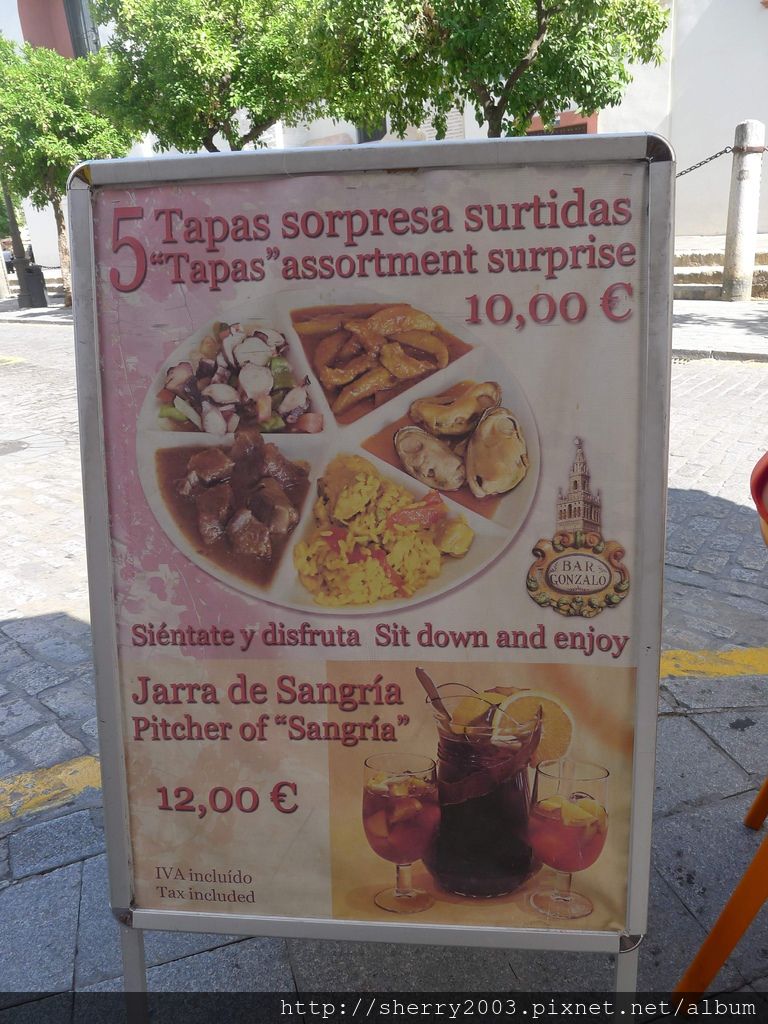 5 Tapas sorpresa surtidas
"Tapas" assortment surprise
10,00 €
BAR
GONZALO
Siéntate y disfruta Sit down and enjoy
Jarra de Sangría
Pitcher of "Sangría"
12,00 €
IVA incluído
Tax included
http://sherry2003.pixnet.net/album